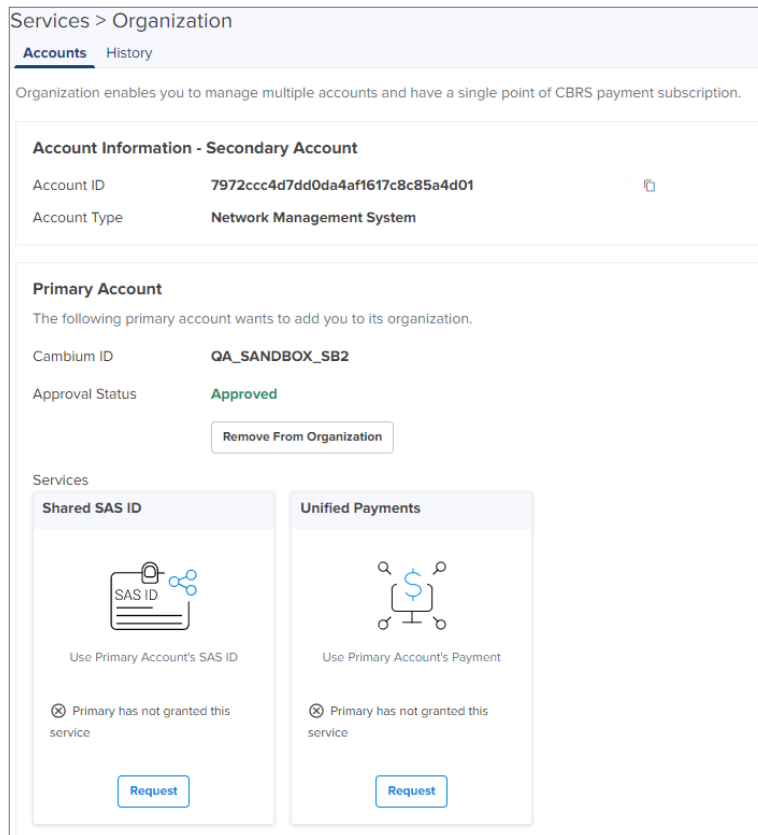 Services > Organization
Accounts History
Organization enables you to manage multiple accounts and have a single point of CBRS payment subscription.
Account Information - Secondary Account
Account ID 7972ccc4d7dd0da4af1617c8c85a4d01
Account Type Network Management System
Primary Account
The following primary account wants to add you to its organization.
Cambium ID QA_SANDBOX_SB2
Approval Status Approved
Remove From Organization
Services
Shared SAS ID
SAS ID
Use Primary Account's SAS ID
Primary has not granted this
service
Request
Unified Payments
$
Use Primary Account's Payment
Primary has not granted this
service
Request